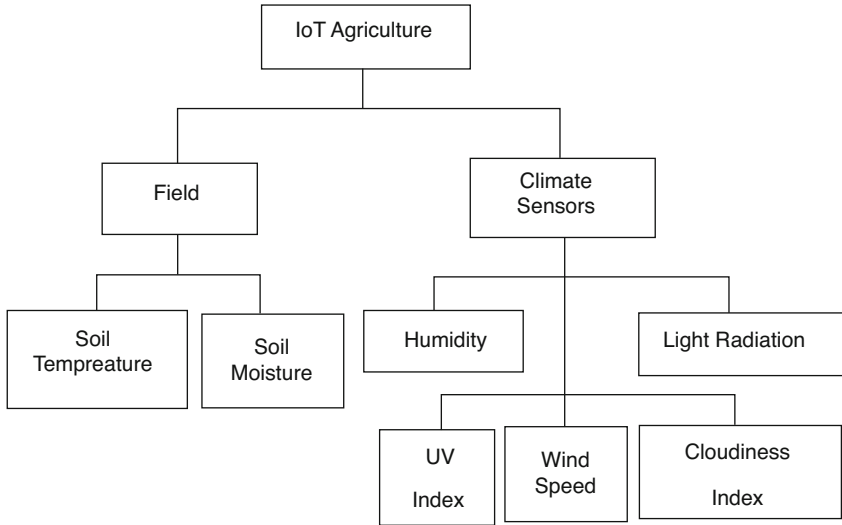 IoT Agriculture
Field
Climate
Sensors
Soil
Tempreature
Soil
Moisture
Humidity
Light Radiation
UV
Index
Wind
Speed
Cloudiness
Index